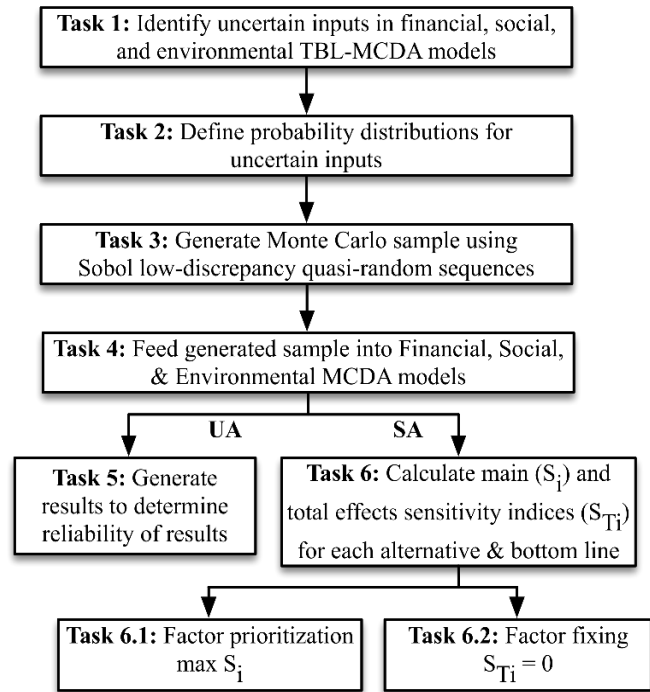 Task 1: Identify uncertain inputs in financial, social,
and environmental TBL-MCDA models
Task 2: Define probability distributions for
uncertain inputs
Task 3: Generate Monte Carlo sample using
Sobol low-discrepancy quasi-random sequences
Task 4: Feed generated sample into Financial, Social,
& Environmental MCDA models
UA
SA
Task 5: Generate
results to determine
reliability of results
Task 6: Calculate main (Si) and
total effects sensitivity indices (STi)
for each alternative & bottom line
Task 6.1: Factor prioritization
max Si
Task 6.2: Factor fixing
STi = 0